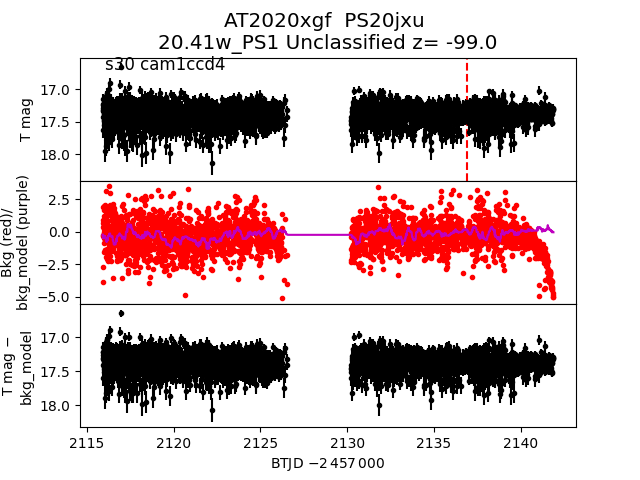 AT2020xgf  PS20jxu
20.41w_PS1 Unclassified z= -99.0
s30 cam1ccd4
T mag
17.0
17.5
18.0
Bkg (red)/
bkg_model (purple)
2.5
0.0
−2.5
−5.0
T mag −
bkg_model
17.0
17.5
18.0
2115 2120 2125 2130 2135 2140
BTJD −2 457 000